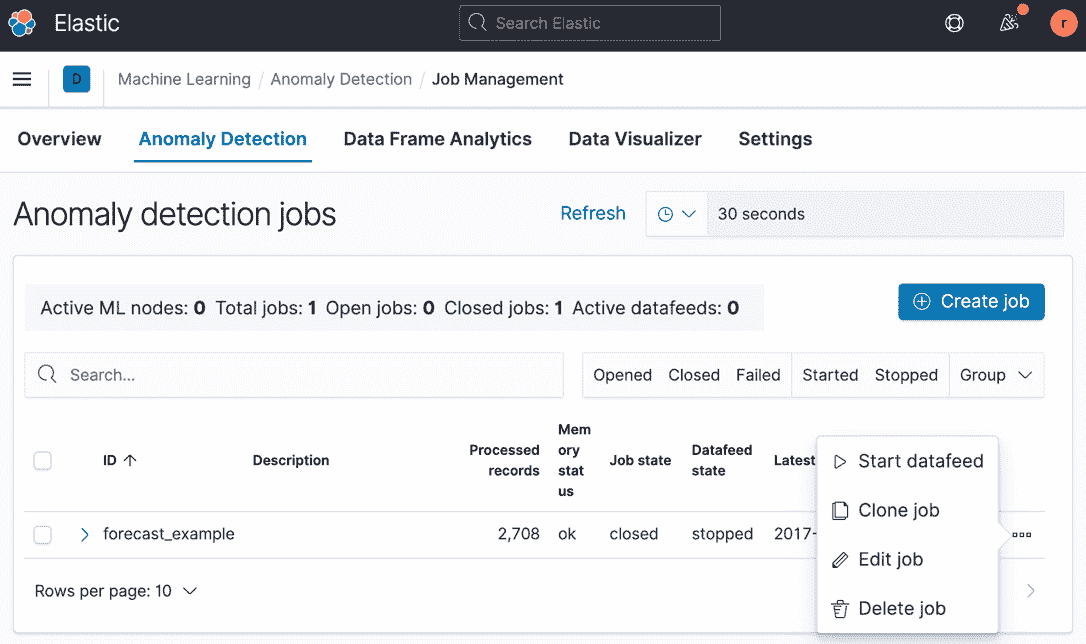 Elastic
Search Elastic
r
D
Machine Learning / Anomaly Detection / Job Management
Overview Anomaly Detection Data Frame Analytics Data Visualizer Settings
Anomaly detection jobs
Refresh
30 seconds
Active ML nodes: 0 Total jobs: 1 Open jobs: 0 Closed jobs: 1 Active datafeeds: 0
Create job
Search...
Opened Closed Failed Started Stopped Group
ID
Description
Processed
records
Mem
ory
stat
us
Job state
Datafeed
state
Latest
forecast_example 2,708 ok closed stopped 2017-
Start datafeed
Clone job
Edit job
Delete job
Rows per page: 10